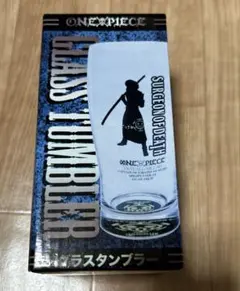 ONE PIECE
GLASS TUMBLER
SURGEON OF DEATH
ONE PIECE
グラスタンブラー